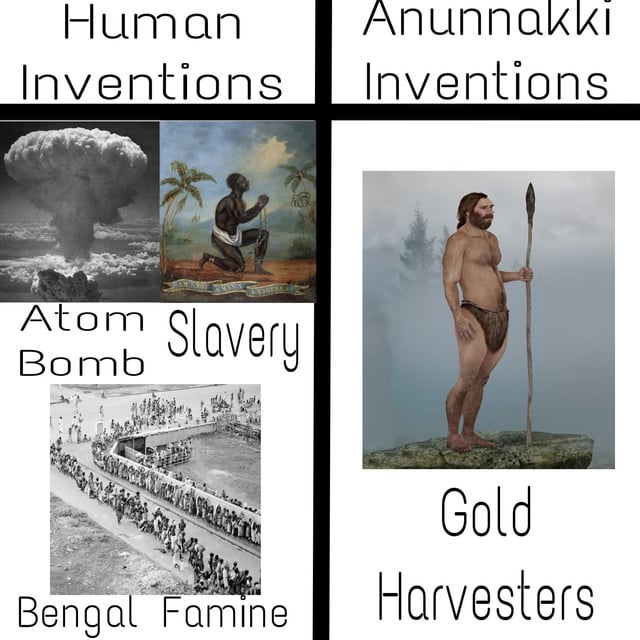 Human
Inventions
Anunnakki
Inventions
Atom
Bomb
Slavery
Bengal Famine
Gold
Harvesters